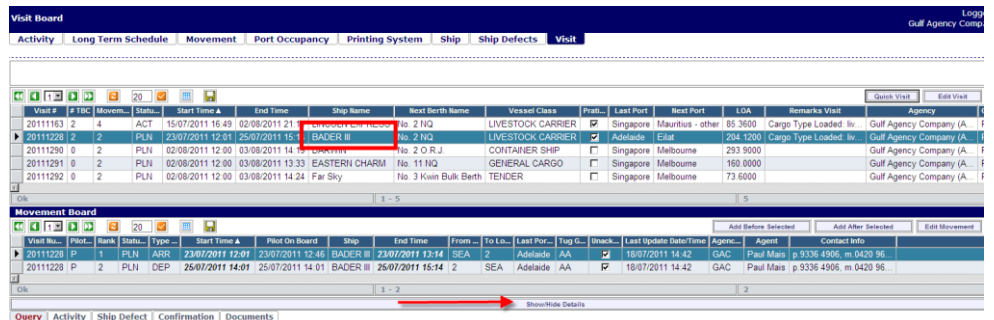 Visit Board
Logge
Gulf Agency Compa
Activity Long Term Schedule Movement Port Occupancy Printing System Ship Ship Defects Visit
1 20 Quick Visit Edit Visit
Visit # # TBC Movem... Statu... Start Time End Time Ship Name Next Berth Name Vessel Class Prati... Last Port Next Port LOA Remarks Visit Agency
20111163 2 4 ACT 15/07/2011 16:49 02/08/2011 21:1 EXPRESS No. 2 NQ LIVESTOCK CARRIER Singapore Mauritius - other 85.3600 Cargo Type Loaded: liv... Gulf Agency Company (A...
20111228 2 2 PLN 23/07/2011 12:01 25/07/2011 15:1 BADER III No. 2 NQ LIVESTOCK CARRIER Adelaide Eilat 204.1200 Cargo Type Loaded: liv... Gulf Agency Company (A...
20111290 0 2 PLN 02/08/2011 12:00 03/08/2011 14:15 DARWIN No. 2 O.R.J. CONTAINER SHIP Singapore Melbourne 293.9000 Gulf Agency Company (A...
20111291 0 2 PLN 02/08/2011 12:00 03/08/2011 13:33 EASTERN CHARM No. 11 NQ GENERAL CARGO Singapore Melbourne 160.0000 Gulf Agency Company (A...
20111292 0 2 PLN 02/08/2011 12:00 03/08/2011 14:24 Far Sky No. 3 Kwin Bulk Berth TENDER Singapore Melbourne 73.6000 Gulf Agency Company (A...
Ok 1 - 5 5
Movement Board
1 20 Add Before Selected Add After Selected Edit Movement
Visit Nu... Pilot... Rank Statu... Type ... Start Time Pilot On Board Ship End Time From ... To Lo... Last Por... Tug G... Unack... Last Update Date/Time Agenc... Agent Contact Info
20111228 P 1 PLN ARR 23/07/2011 12:01 23/07/2011 12:46 BADER III 23/07/2011 13:14 SEA 2 Adelaide AA 18/07/2011 14:42 GAC Paul Mais p.9336 4906, m.0420 96...
20111228 P 2 PLN DEP 25/07/2011 14:01 25/07/2011 14:01 BADER III 25/07/2011 15:14 2 SEA Adelaide AA 18/07/2011 14:42 GAC Paul Mais p.9336 4906, m.0420 96...
Ok 1 - 2 2
Show/Hide Details
Query Activity Ship Defect Confirmation Documents